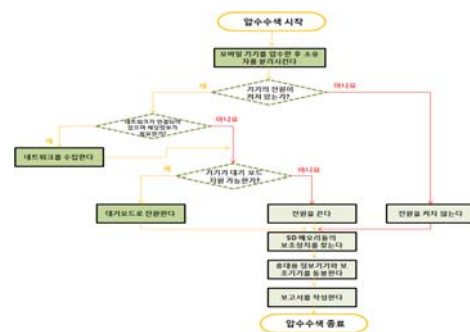 압수수색 시작
모바일 기기를 압수한 후 소유
자를 분리시킨다
기기의 전원이
켜져 있는가?
예
아니요
네트워크가 연결되어
있으며 해당정보가
필요한가?
예
아니요
네트워크를 수집한다
기기가 대기 모드
지원 가능한가?
예
아니요
대기모드로 전환한다
전원을 끈다
전원을 켜지 않는다
SD 메모리등의
보조장치를 찾는다
휴대용 정보기기와 보
조기기를 동봉한다
보고서를 작성한다
압수수색 종료